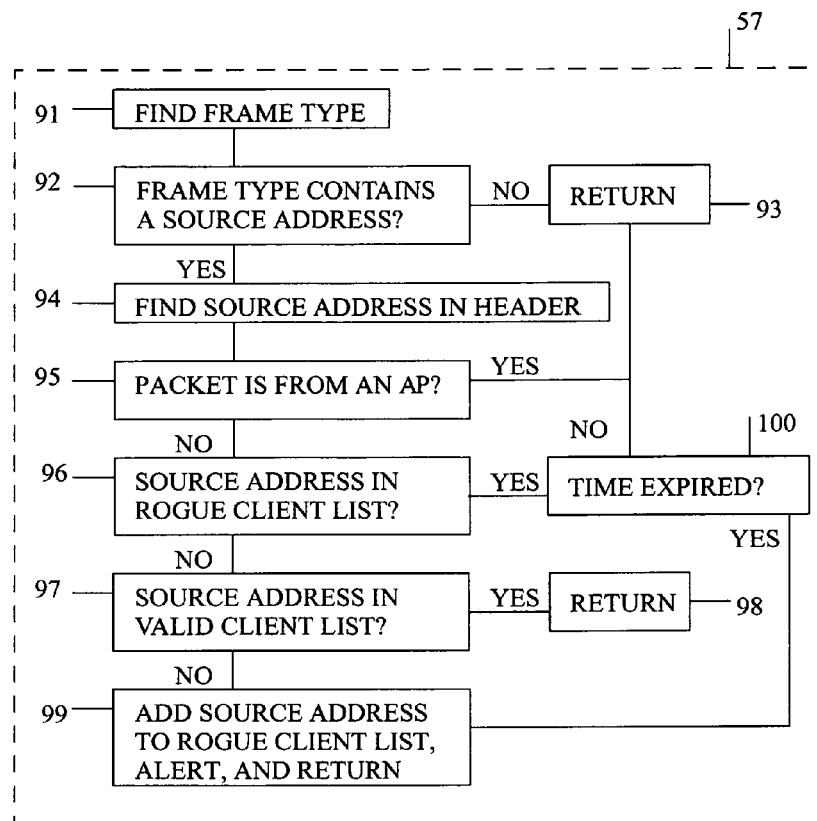 57
91
FIND FRAME TYPE
92
FRAME TYPE CONTAINS
A SOURCE ADDRESS?
NO
RETURN
93
YES
94
FIND SOURCE ADDRESS IN HEADER
95
PACKET IS FROM AN AP?
YES
NO
NO
100
96
SOURCE ADDRESS IN
ROGUE CLIENT LIST?
YES
TIME EXPIRED?
YES
NO
97
SOURCE ADDRESS IN
VALID CLIENT LIST?
YES
RETURN
98
NO
99
ADD SOURCE ADDRESS
TO ROGUE CLIENT LIST,
ALERT, AND RETURN